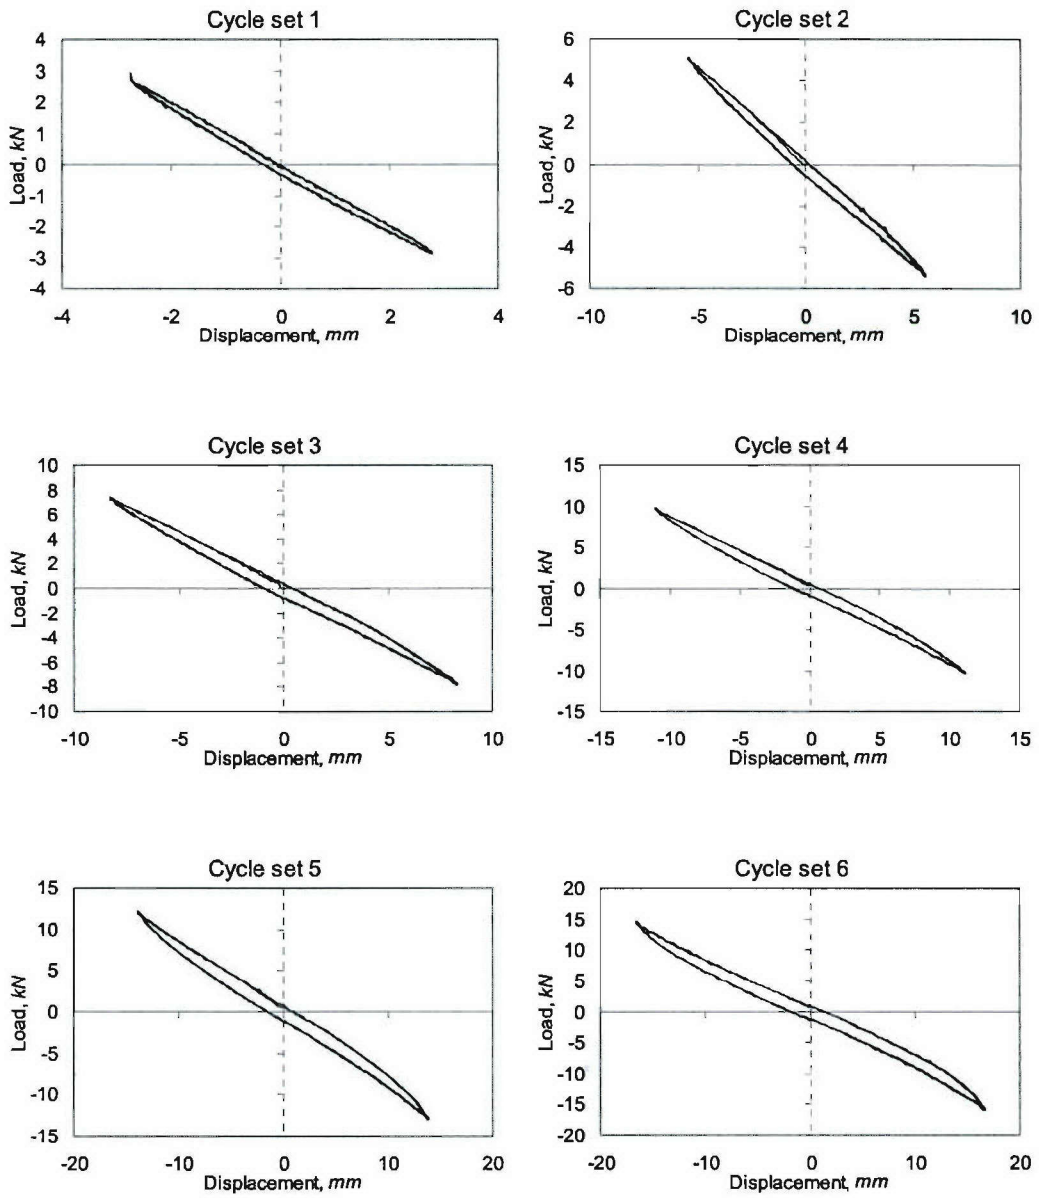 Cycle set 1
4
3
2
1
0
-1
-2
-3
-4
Load, kN
-4 -2 0 2 4
Displacement, mm
Cycle set 2
6
4
2
0
-2
-4
-6
Load, kN
-10 -5 0 5 10
Displacement, mm
Cycle set 3
10
8
6
4
2
0
-2
-4
-6
-8
-10
Load, kN
-10 -5 0 5 10
Displacement, mm
Cycle set 4
15
10
5
0
-5
-10
-15
Load, kN
-15 -10 -5 0 5 10 15
Displacement, mm
Cycle set 5
15
10
5
0
-5
-10
-15
Load, kN
-20 -10 0 10 20
Displacement, mm
Cycle set 6
20
15
10
5
0
-5
-10
-15
-20
Load, kN
-20 -10 0 10 20
Displacement, mm